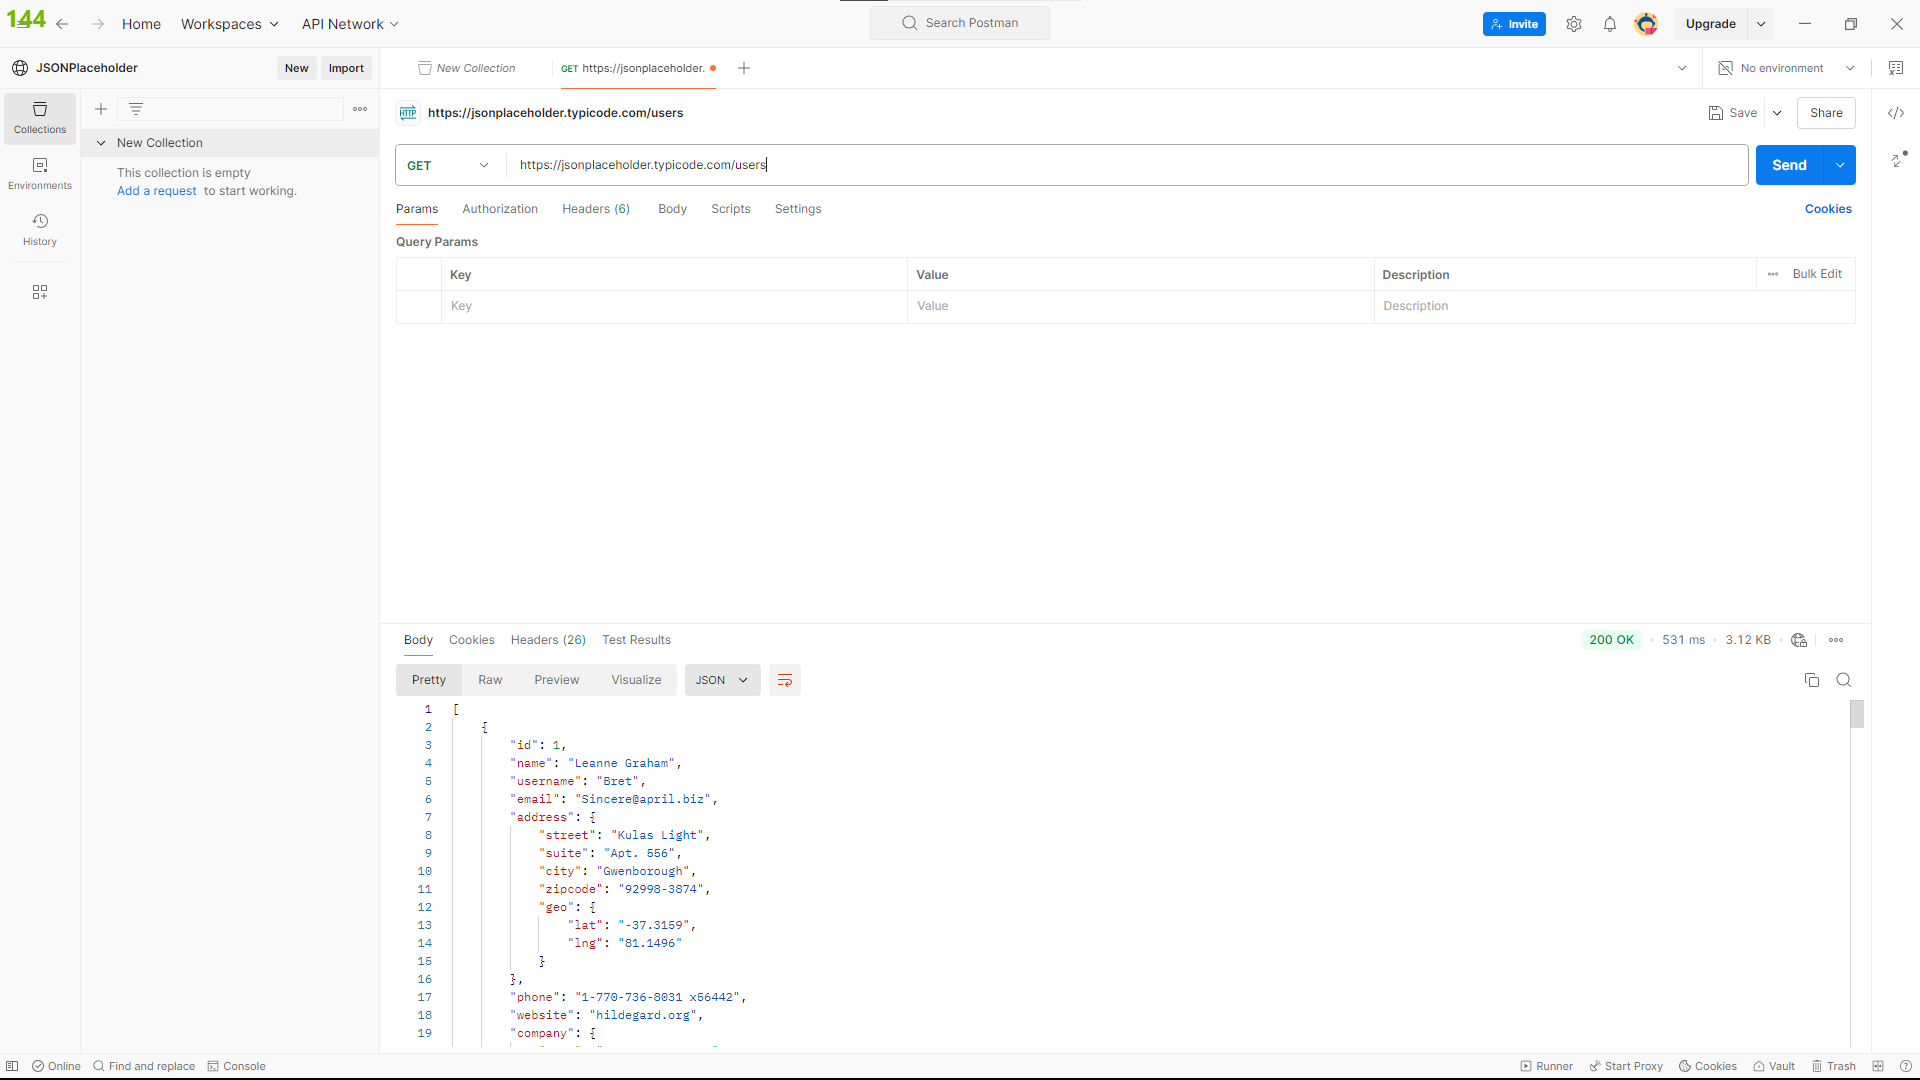 144
Home Workspaces API Network Search Postman Invite Upgrade
JSONPlaceholder New Import New Collection GET https://jsonplaceholder. No environment
Collections
New Collection
https://jsonplaceholder.typicode.com/users Save Share
This collection is empty
Add a request to start working.
Environments
History
GET https://jsonplaceholder.typicode.com/users Send
Params Authorization Headers (6) Body Scripts Settings Cookies
Query Params
Key Value Description Bulk Edit
Key Value Description
Body Cookies Headers (26) Test Results 200 OK 531 ms 3.12 KB
Pretty Raw Preview Visualize JSON
1 [
2 {
3 "id": 1,
4 "name": "Leanne Graham",
5 "username": "Bret",
6 "email": "Sincere@april.biz",
7 "address": {
8 "street": "Kulas Light",
9 "suite": "Apt. 556",
10 "city": "Gwenborough",
11 "zipcode": "92998-3874",
12 "geo": {
13 "lat": "-37.3159",
14 "lng": "81.1496"
15 }
16 },
17 "phone": "1-770-736-8031 x56442",
18 "website": "hildegard.org",
19 "company": {
Online Find and replace Console Runner Start Proxy Cookies Vault Trash